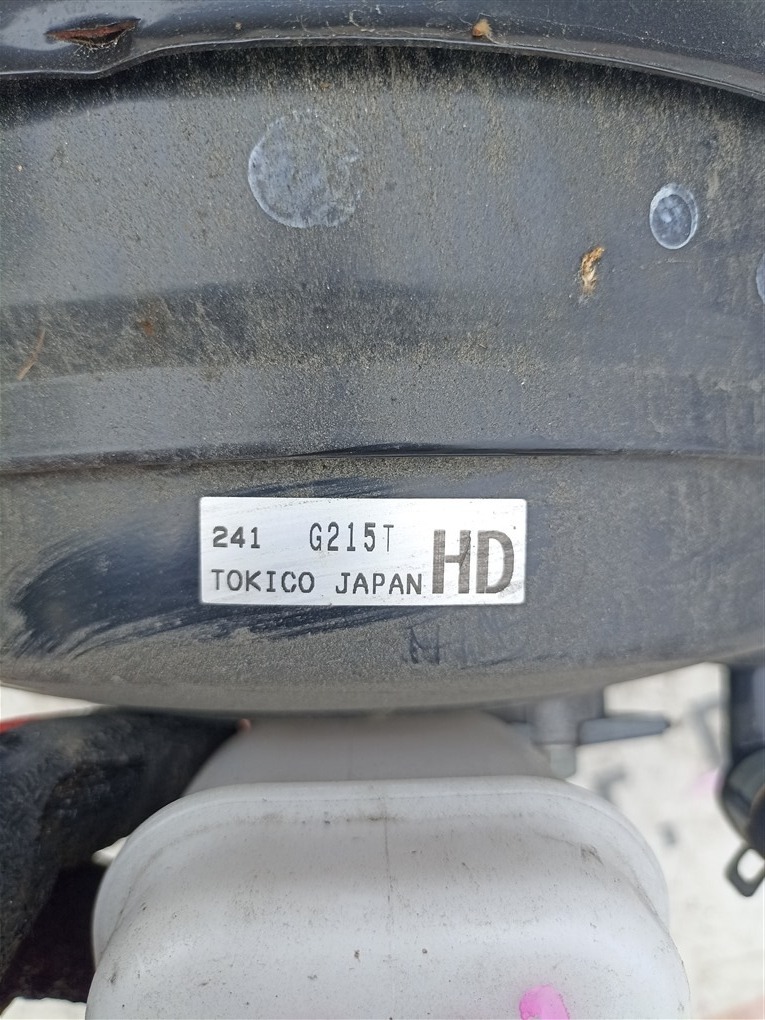 241 G215T HD
TOKICO JAPAN